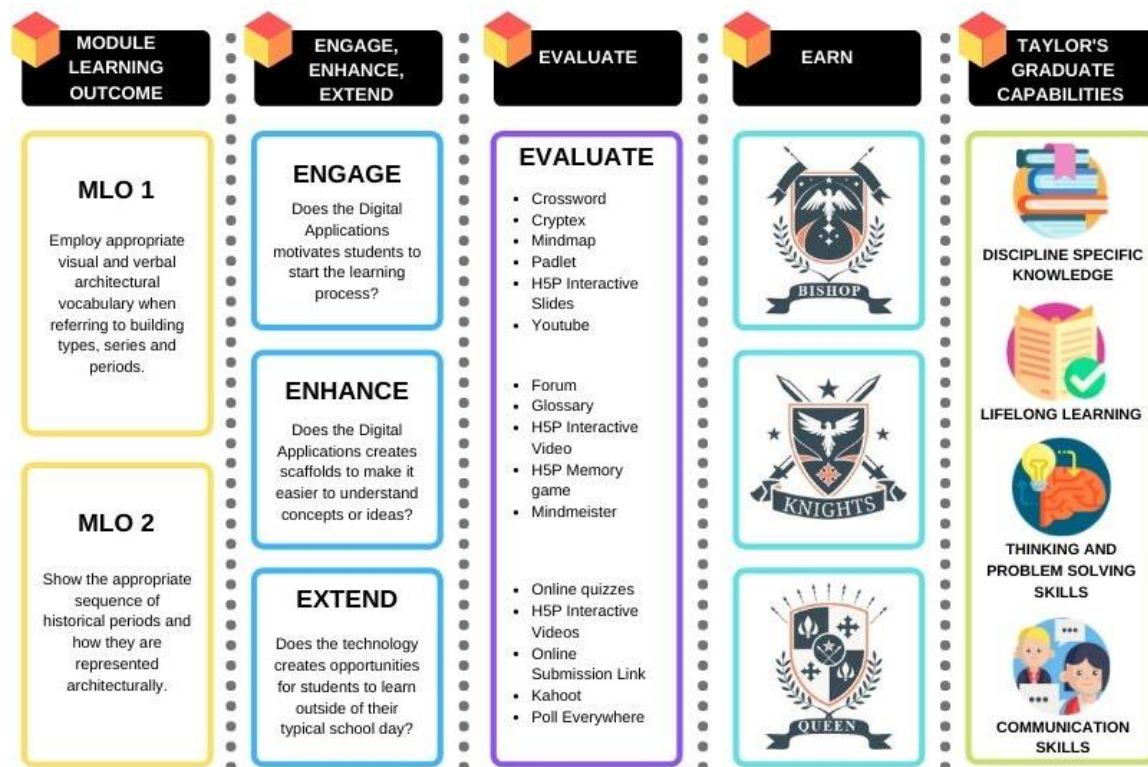 MODULE
LEARNING
OUTCOME
MLO 1
Employ appropriate
visual and verbal
architectural
vocabulary when
referring to building
types, series and
periods.
MLO 2
Show the appropriate
sequence of
historical periods and
how they are
represented
architecturally.
ENGAGE,
ENHANCE,
EXTEND
ENGAGE
Does the Digital
Applications
motivates students to
start the learning
process?
ENHANCE
Does the Digital
Applications creates
scaffolds to make it
easier to understand
concepts or ideas?
EXTEND
Does the technology
creates opportunities
for students to learn
outside of their
typical school day?
EVALUATE
EVALUATE
• Crossword
• Cryptex
• Mindmap
• Padlet
• H5P Interactive
Slides
• Youtube
• Forum
• Glossary
• H5P Interactive
Video
• H5P Memory
game
• Mindmeister
• Online quizzes
• H5P Interactive
Videos
• Online
Submission Link
• Kahoot
• Poll Everywhere
EARN
BISHOP
KNIGHTS
QUEEN
TAYLOR'S
GRADUATE
CAPABILITIES
DISCIPLINE SPECIFIC
KNOWLEDGE
LIFELONG LEARNING
THINKING AND
PROBLEM SOLVING
SKILLS
COMMUNICATION
SKILLS